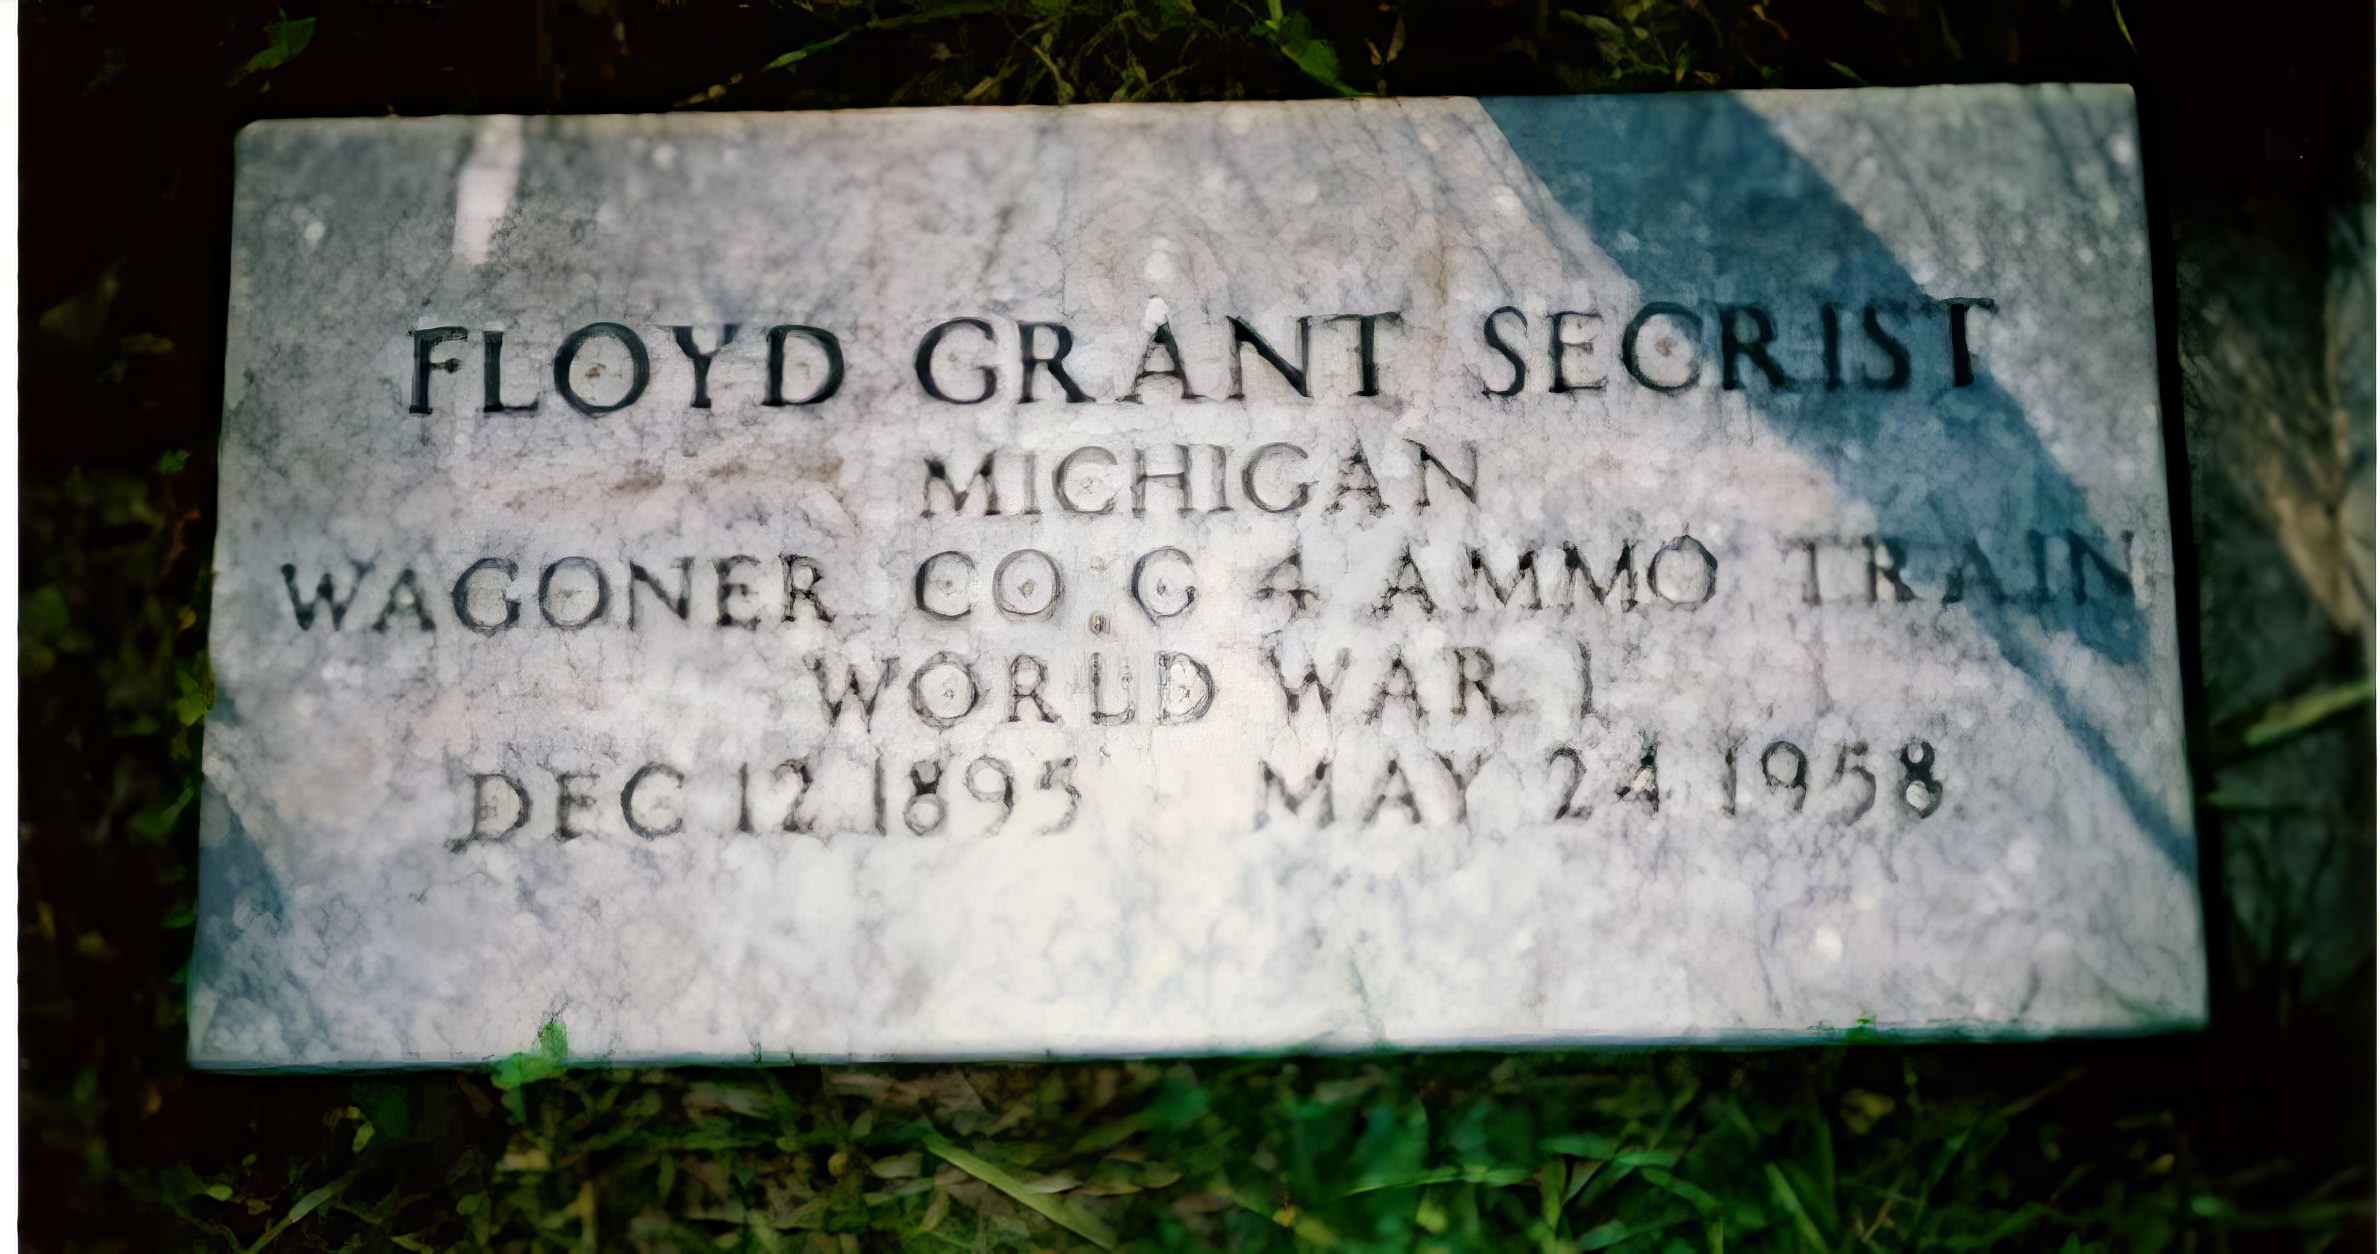 FLOYD GRANT SECRIST
MICHIGAN
WAGONER CO G 4 AMMO TRAIN
WORLD WAR I
DEC 12 1895 MAY 24 1958